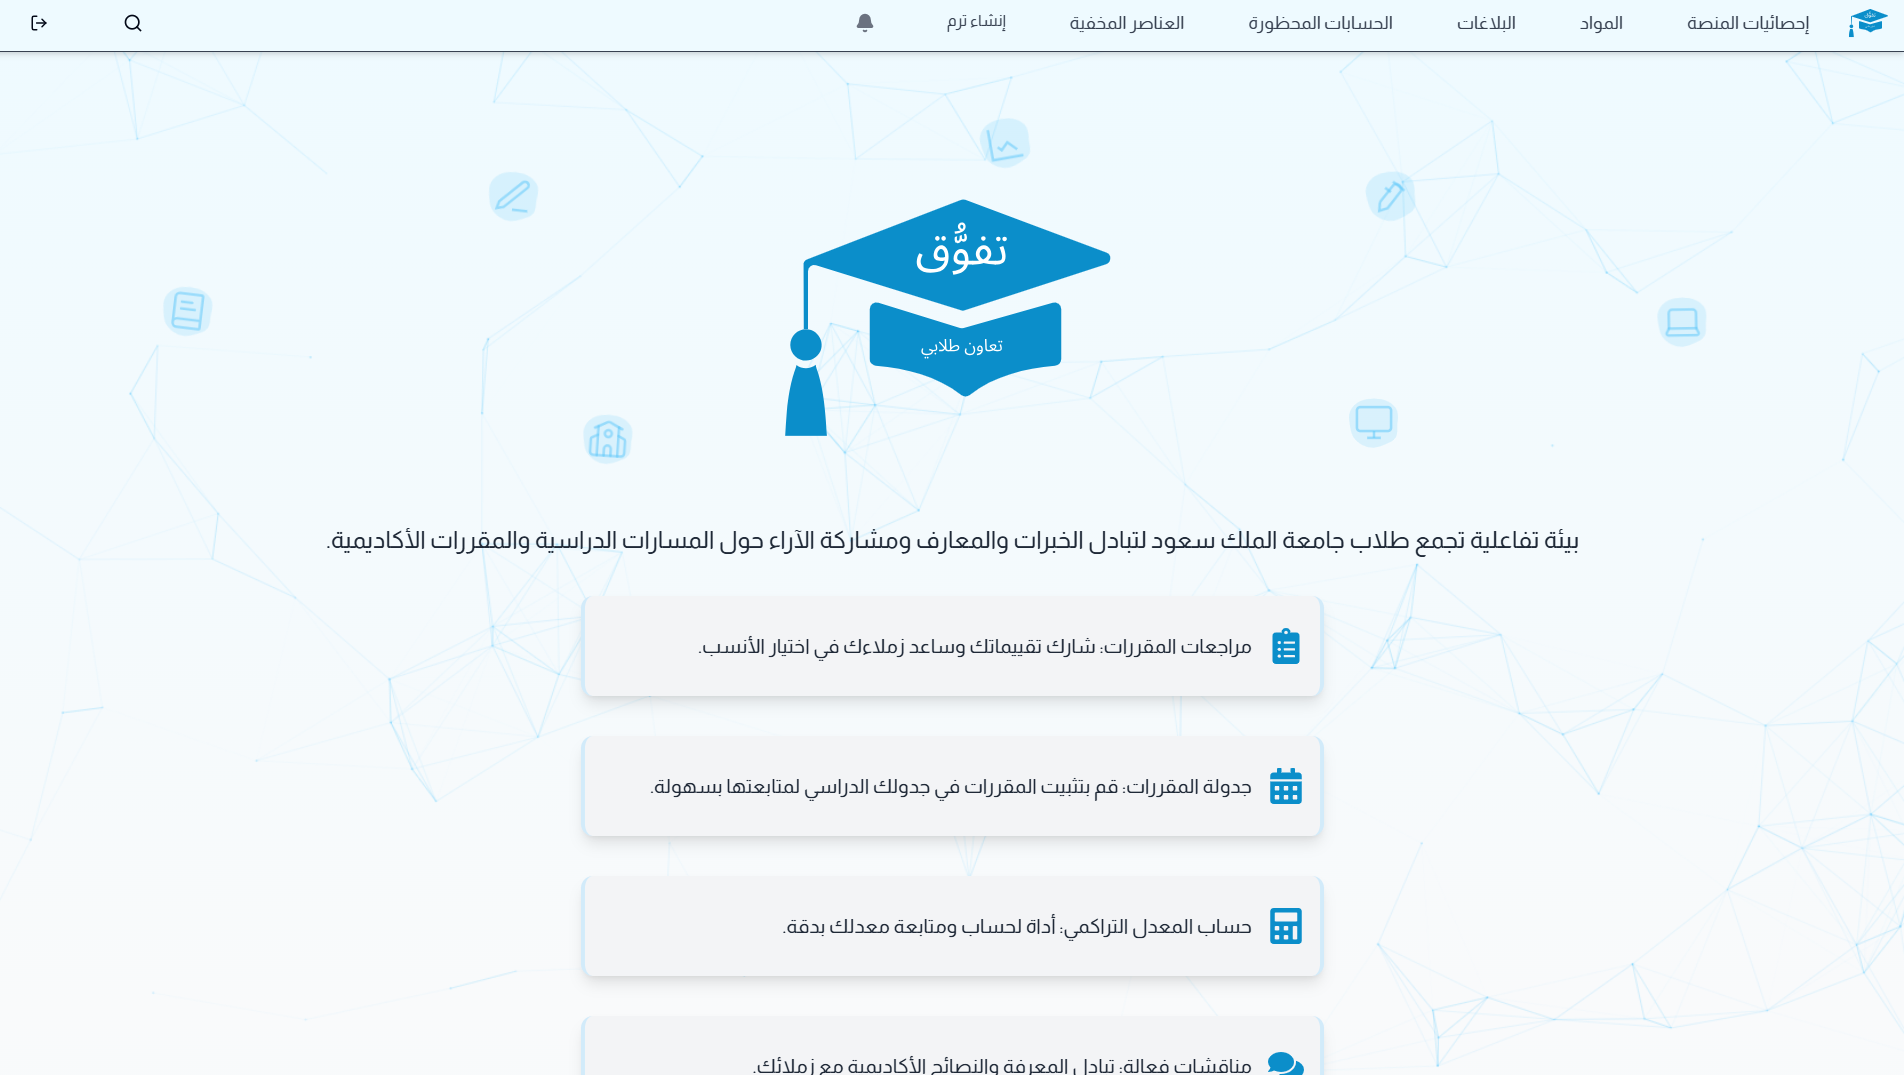 إحصائيات المنصة
المواد
البلاغات
الحسابات المحظورة
العناصر المخفية
إنشاء ترم
تفوُّق
تعاون طلابي
بيئة تفاعلية تجمع طلاب جامعة الملك سعود لتبادل الخبرات والمعارف ومشاركة الآراء حول المسارات الدراسية والمقررات الأكاديمية.
مراجعات المقررات: شارك تقييماتك وساعد زملاءك في اختيار الأنسب.
جدولة المقررات: قم بتثبيت المقررات في جدولك الدراسي لمتابعتها بسهولة.
حساب المعدل التراكمي: أداة لحساب ومتابعة معدلك بدقة.
مناقشات فعالة: تبادل المعرفة والنصائح الأكاديمية مع زملائك.